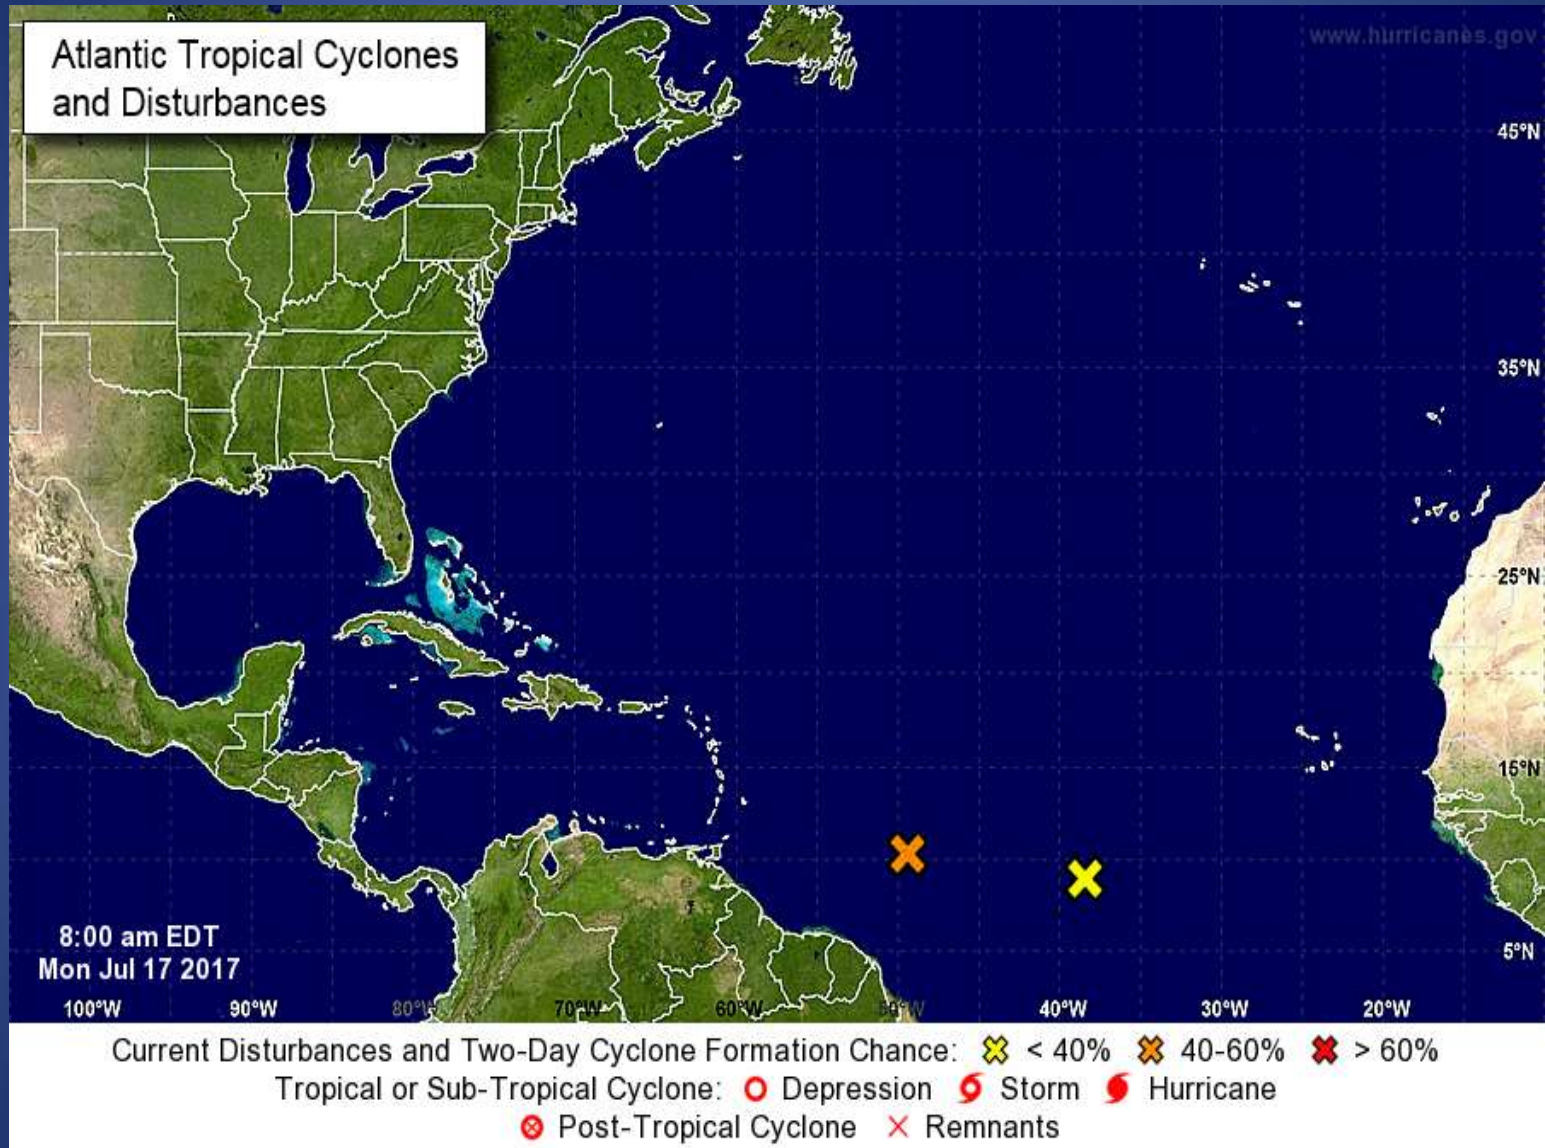 Atlantic Tropical Cyclones
and Disturbances
www.hurricanes.gov
45°N
35°N
25°N
15°N
5°N
8:00 am EDT
Mon Jul 17 2017
100°W 90°W 80°W 70°W 60°W 50°W 40°W 30°W 20°W
Current Disturbances and Two-Day Cyclone Formation Chance: < 40% 40-60% > 60%
Tropical or Sub-Tropical Cyclone: Depression Storm Hurricane
Post-Tropical Cyclone Remnants